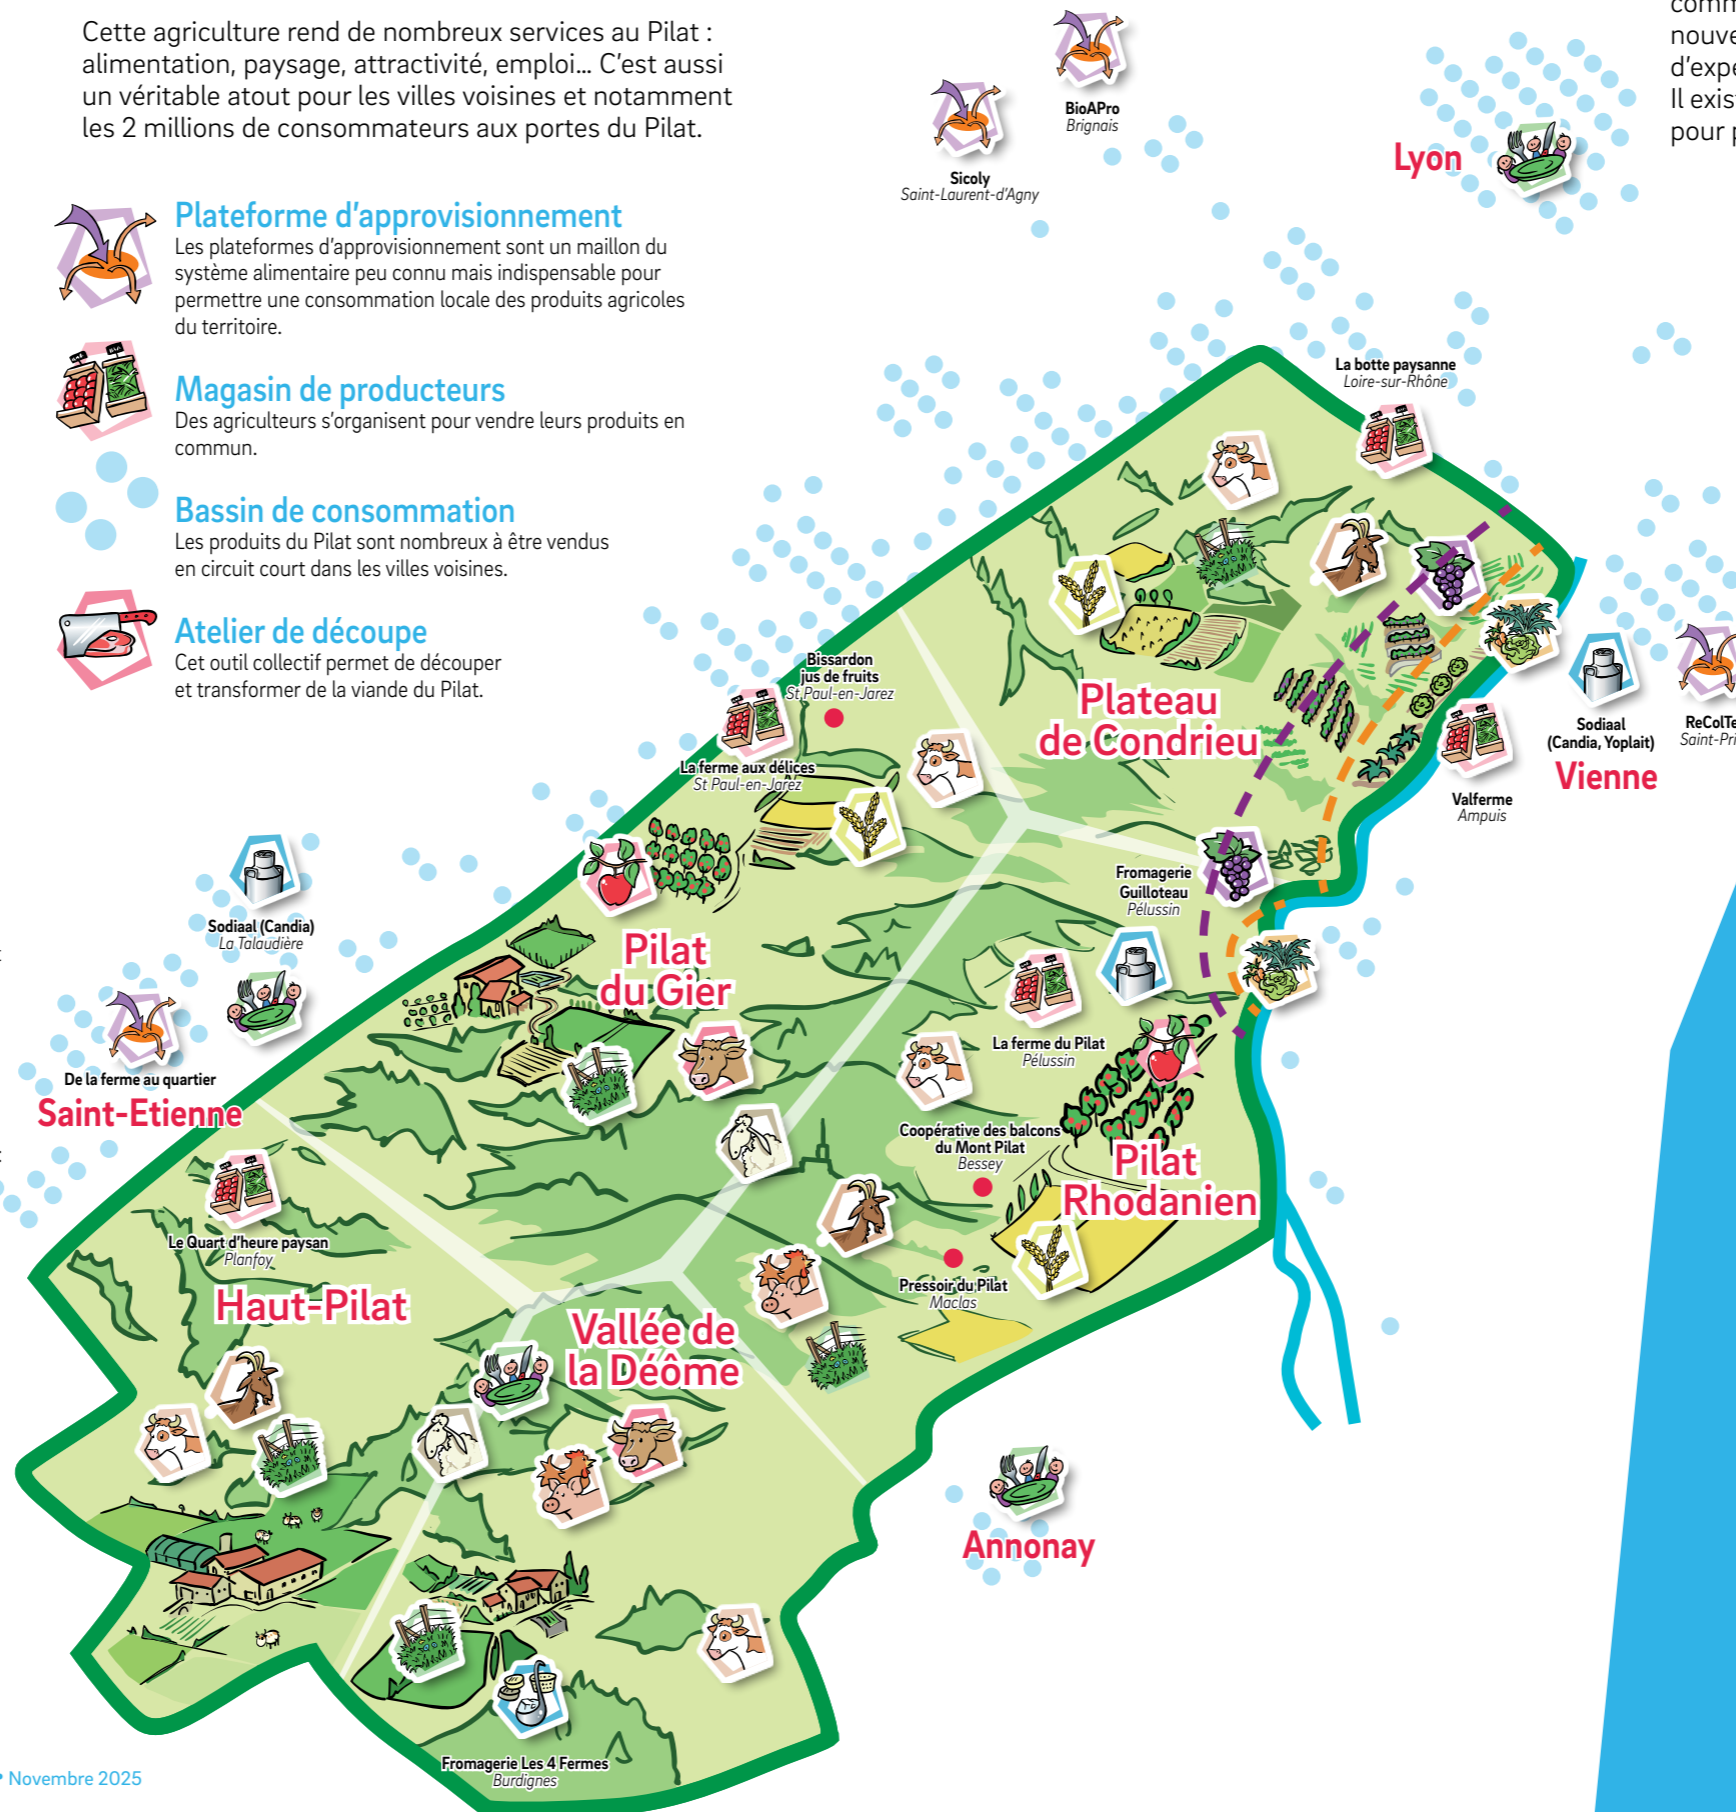 Cette agriculture rend de nombreux services au Pilat :
alimentation, paysage, attractivité, emploi... C'est aussi
un véritable atout pour les villes voisines et notamment
les 2 millions de consommateurs aux portes du Pilat.
Plateforme d'approvisionnement
Les plateformes d'approvisionnement sont un maillon du
système alimentaire peu connu mais indispensable pour
permettre une consommation locale des produits agricoles
du territoire.
Magasin de producteurs
Des agriculteurs s'organisent pour vendre leurs produits en
commun.
Bassin de consommation
Les produits du Pilat sont nombreux à être vendus
en circuit court dans les villes voisines.
Atelier de découpe
Cet outil collectif permet de découper
et transformer de la viande du Pilat.
BioAPro
Brignais
Sicoly
Saint-Laurent-d'Agny
Lyon
pour
La botte paysanne
Loire-sur-Rhône
Bissardon
jus de fruits
St Paul-en-Jarez
La ferme aux délices
St Paul-en-Jarez
Plateau
de Condrieu
Sodiaal
(Candia, Yoplait)
Vienne
Valferme
Ampuis
Fromagerie
Guilloteau
Pélussin
Sodiaal (Candia)
La Talaudière
Pilat
du Gier
La ferme du Pilat
Pélussin
De la ferme au quartier
Saint-Etienne
Coopérative des balcons
du Mont Pilat
Bessey
Pilat
Rhodanien
Le Quart d'heure paysan
Planfoy
Haut-Pilat
Pressoir du Pilat
Maclas
Vallée de
la Déôme
Annonay
Fromagerie Les 4 Fermes
Burdignes
Novembre 2025